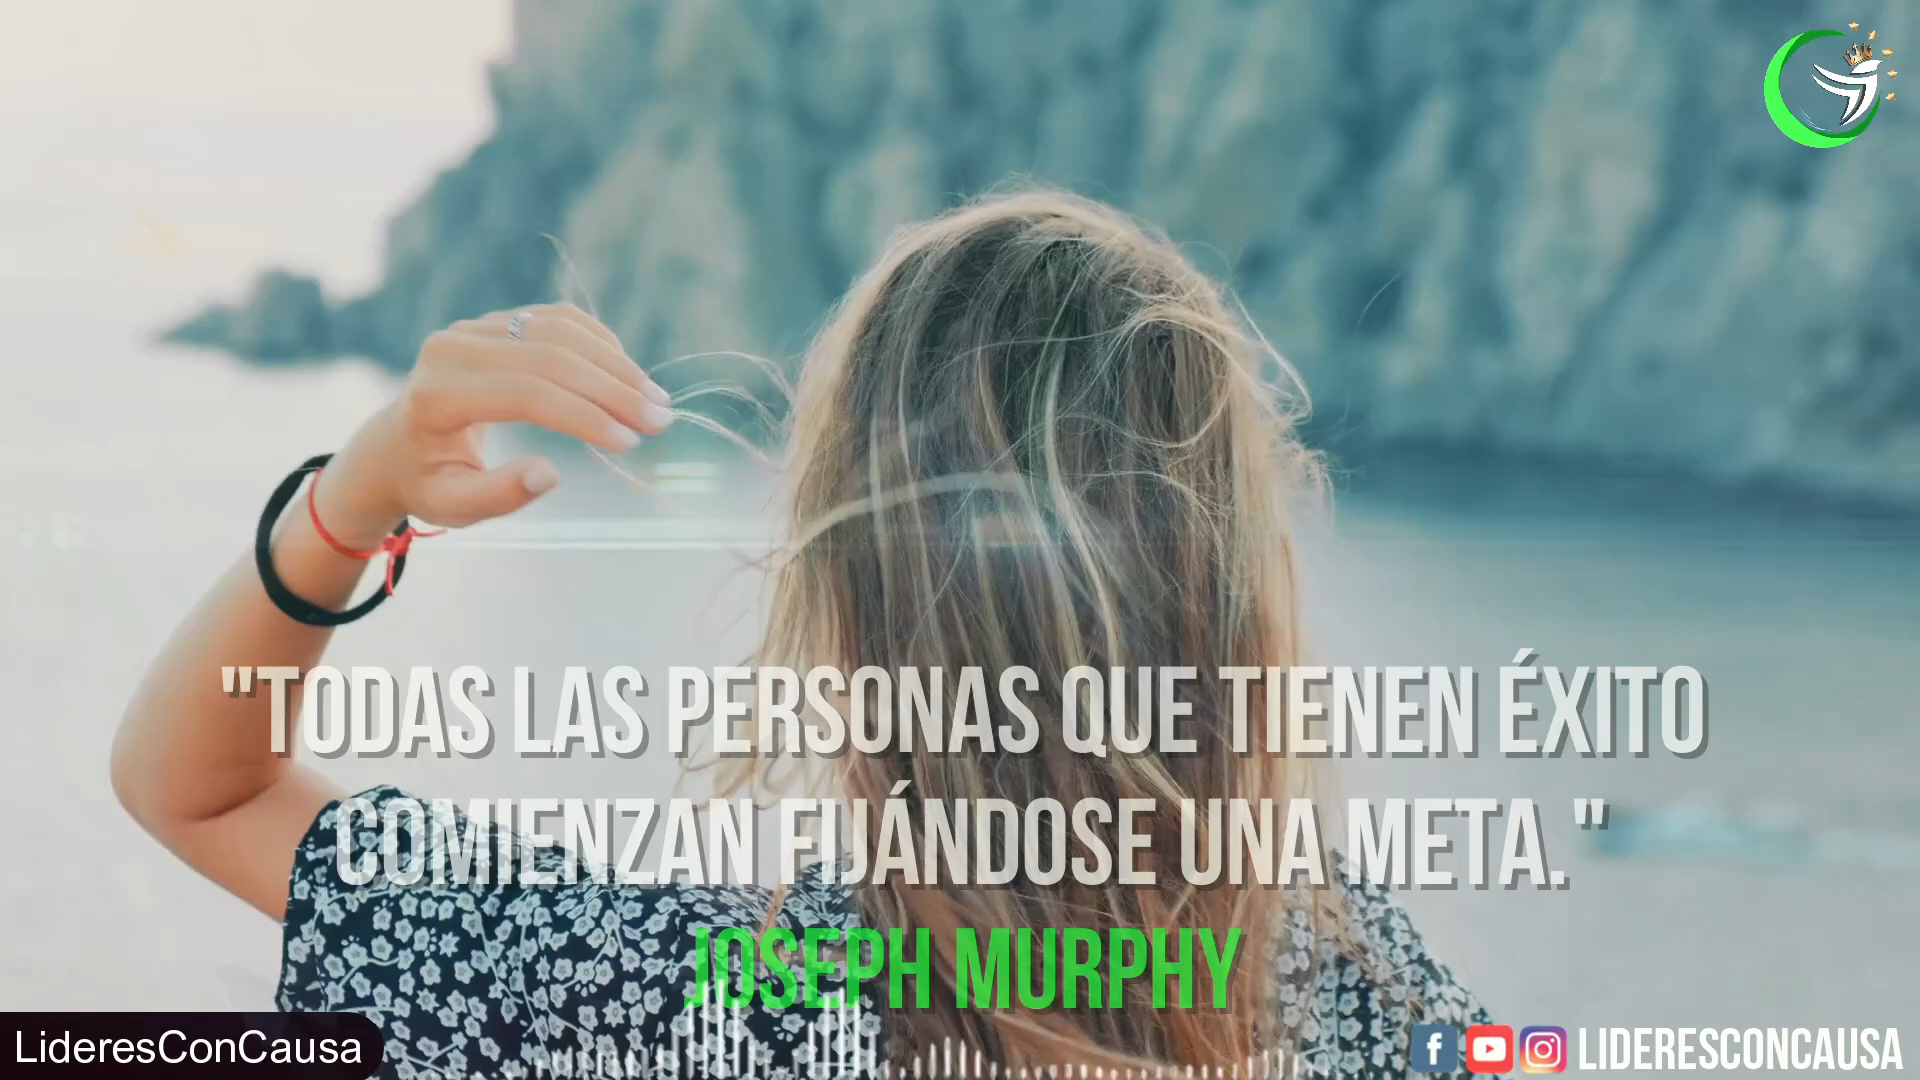 "TODAS LAS PERSONAS QUE TIENEN ÉXITO
COMIENZAN FIJÁNDOSE UNA META."
JOSEPH MURPHY
LideresConCausa
LIDERESCONCAUSA